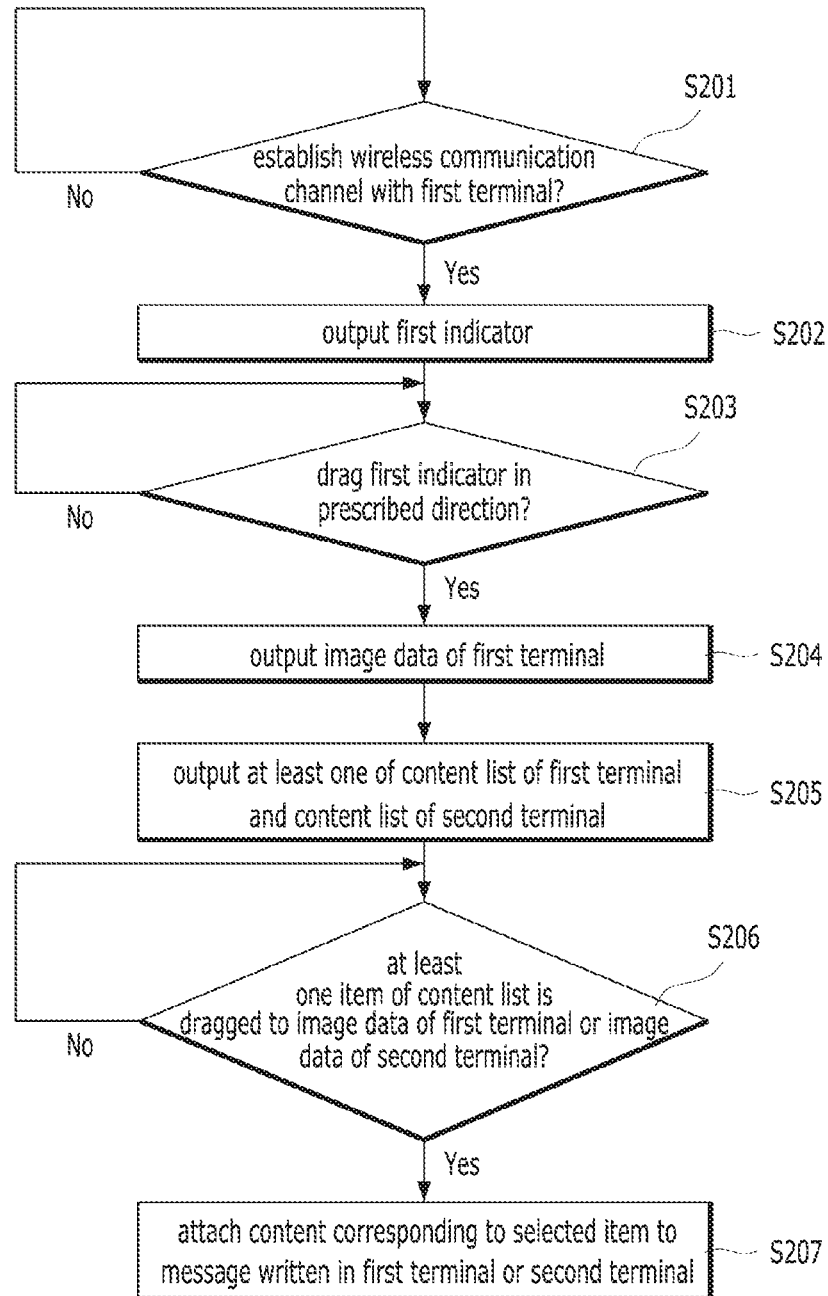 S201
establish wireless communication
channel with first terminal?
No
Yes
output first indicator
S202
S203
drag first indicator in
prescribed direction?
No
Yes
output image data of first terminal
S204
output at least one of content list of first terminal
and content list of second terminal
S205
S206
at least
one item of content list is
dragged to image data of first terminal or image
data of second terminal?
No
Yes
attach content corresponding to selected item to
message written in first terminal or second terminal
S207